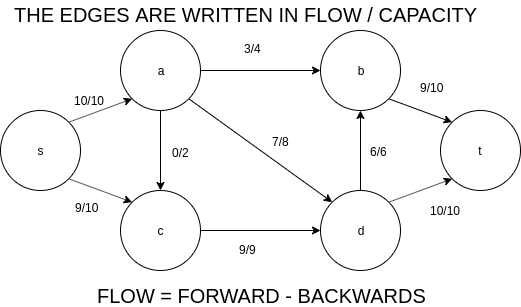 THE EDGES ARE WRITTEN IN FLOW / CAPACITY
3/4
a
b
10/10
9/10
s
0/2
7/8
6/6
t
9/10
10/10
c
d
9/9
FLOW = FORWARD - BACKWARDS